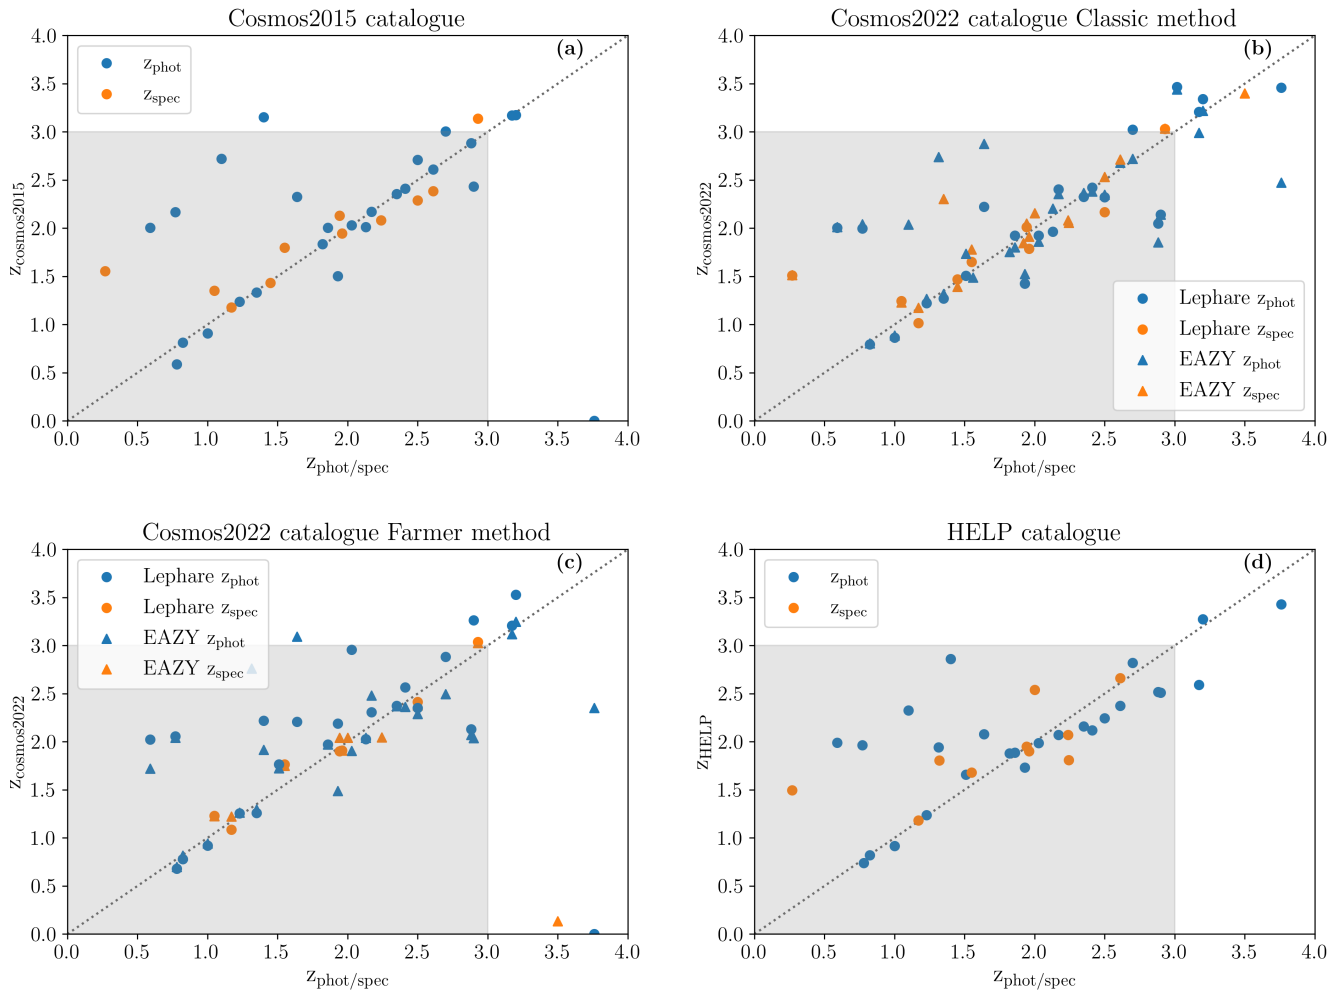 Cosmos2015 catalogue
(a)
z_phot
z_spec
4.0
3.5
3.0
2.5
2.0
1.5
1.0
0.5
0.0
z_cosmos2015
0.0 0.5 1.0 1.5 2.0 2.5 3.0 3.5 4.0
z_phot/spec
Cosmos2022 catalogue Classic method
(b)
4.0
3.5
3.0
2.5
2.0
1.5
1.0
0.5
0.0
z_cosmos2022
Lephare z_phot
Lephare z_spec
EAZY z_phot
EAZY z_spec
0.0 0.5 1.0 1.5 2.0 2.5 3.0 3.5 4.0
z_phot/spec
Cosmos2022 catalogue Farmer method
(c)
Lephare z_phot
Lephare z_spec
EAZY z_phot
EAZY z_spec
4.0
3.5
3.0
2.5
2.0
1.5
1.0
0.5
0.0
z_cosmos2022
0.0 0.5 1.0 1.5 2.0 2.5 3.0 3.5 4.0
z_phot/spec
HELP catalogue
(d)
z_phot
z_spec
4.0
3.5
3.0
2.5
2.0
1.5
1.0
0.5
0.0
z_HELP
0.0 0.5 1.0 1.5 2.0 2.5 3.0 3.5 4.0
z_phot/spec